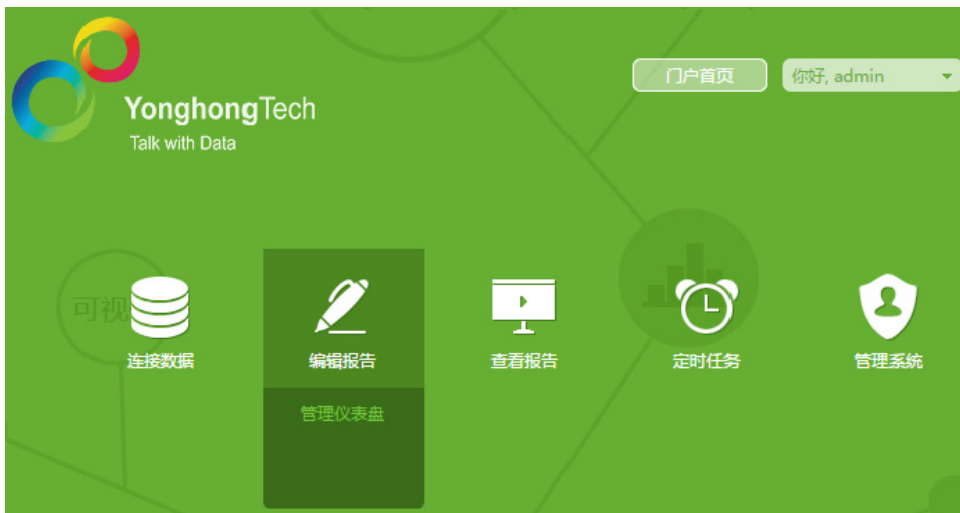 YonghongTech
Talk with Data
门户首页
你好, admin
可视
连接数据
编辑报告
查看报告
定时任务
管理系统
管理仪表盘